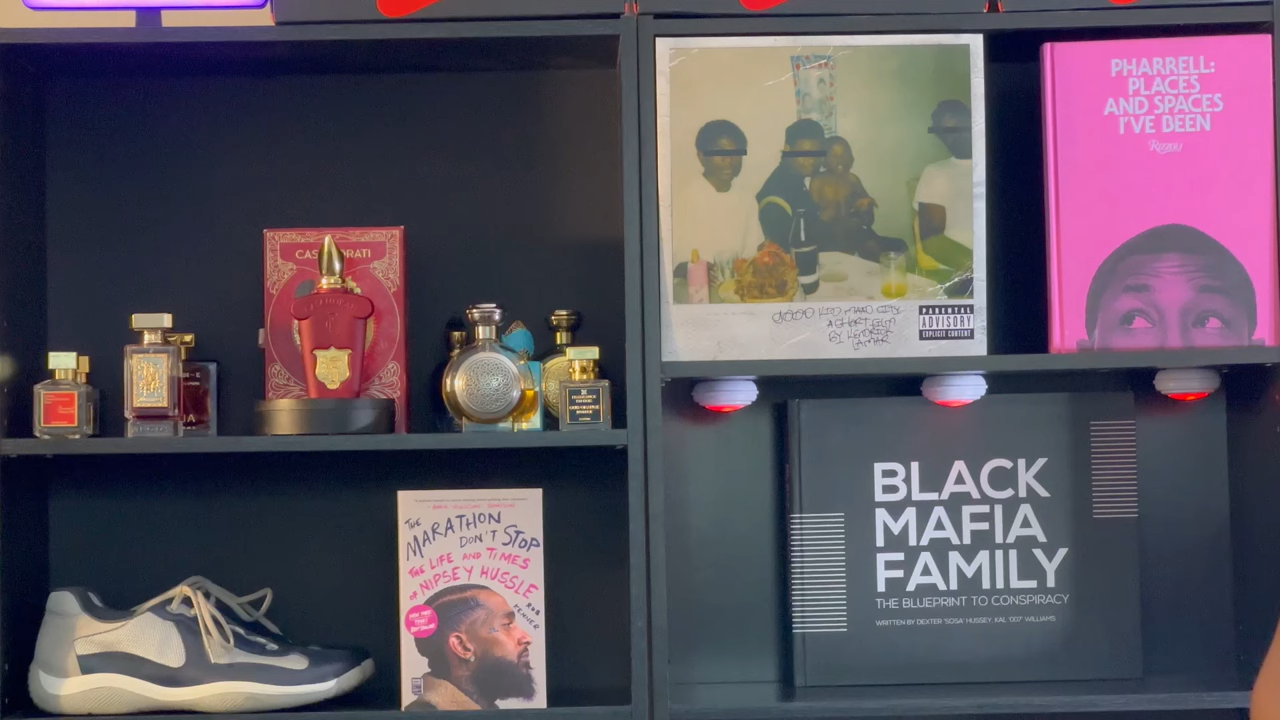 PHARRELL:
PLACES
AND SPACES
I'VE BEEN
Rizzoli
GOOD KID M.A.A.D CITY
A SHORT FILM
BY KENDRICK
LAMAR
PARENTAL
ADVISORY
EXPLICIT CONTENT
THE
MARATHON
DON'T STOP
THE LIFE AND TIMES
OF NIPSEY HUSSLE
ROB
KENNER
BLACK
MAFIA
FAMILY
THE BLUEPRINT TO CONSPIRACY
WRITTEN BY DEXTER 'SOSA' HUSSEY, KAL '007' WILLIAMS